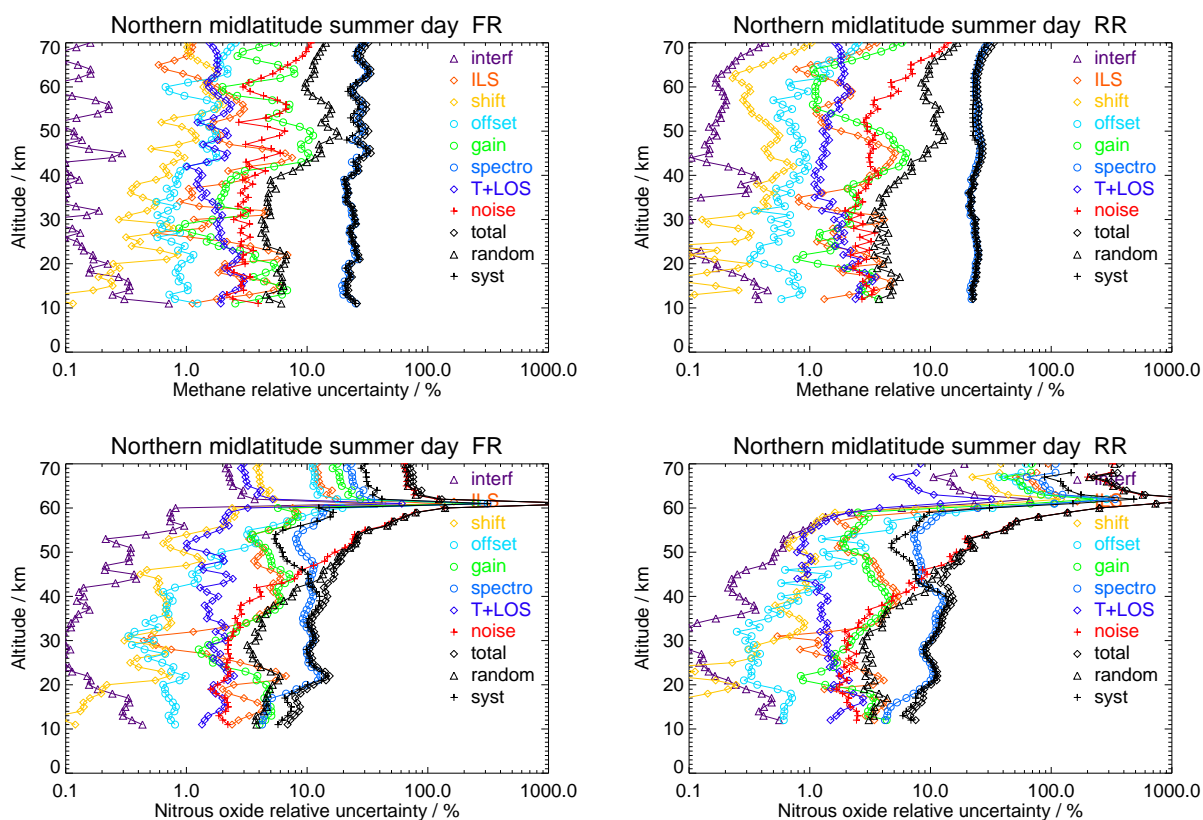 Northern midlatitude summer day FR
70
60
50
40
30
20
10
0
Altitude / km
interf
ILS
shift
offset
gain
spectro
T+LOS
noise
total
random
syst
0.1 1.0 10.0 100.0 1000.0
Methane relative uncertainty / %
Northern midlatitude summer day RR
70
60
50
40
30
20
10
0
Altitude / km
interf
ILS
shift
offset
gain
spectro
T+LOS
noise
total
random
syst
0.1 1.0 10.0 100.0 1000.0
Methane relative uncertainty / %
Northern midlatitude summer day FR
70
60
50
40
30
20
10
0
Altitude / km
interf
ILS
shift
offset
gain
spectro
T+LOS
noise
total
random
syst
0.1 1.0 10.0 100.0 1000.0
Nitrous oxide relative uncertainty / %
Northern midlatitude summer day RR
70
60
50
40
30
20
10
0
Altitude / km
interf
ILS
shift
offset
gain
spectro
T+LOS
noise
total
random
syst
0.1 1.0 10.0 100.0 1000.0
Nitrous oxide relative uncertainty / %